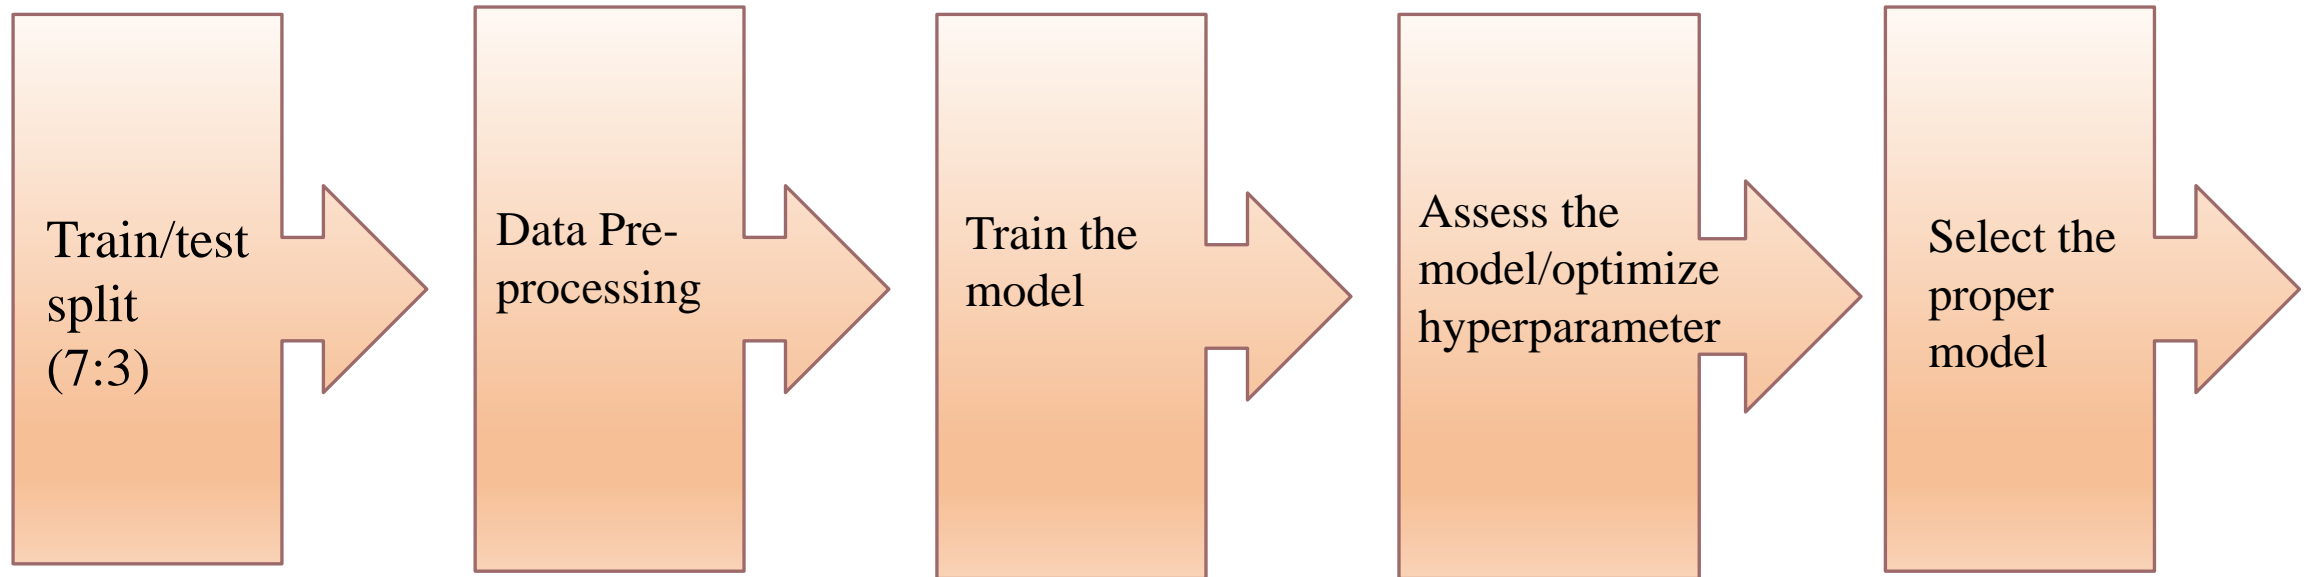 Train/test
split
(7:3)
Data Pre-
processing
Train the
model
Assess the
model/optimize
hyperparameter
Select the
proper
model